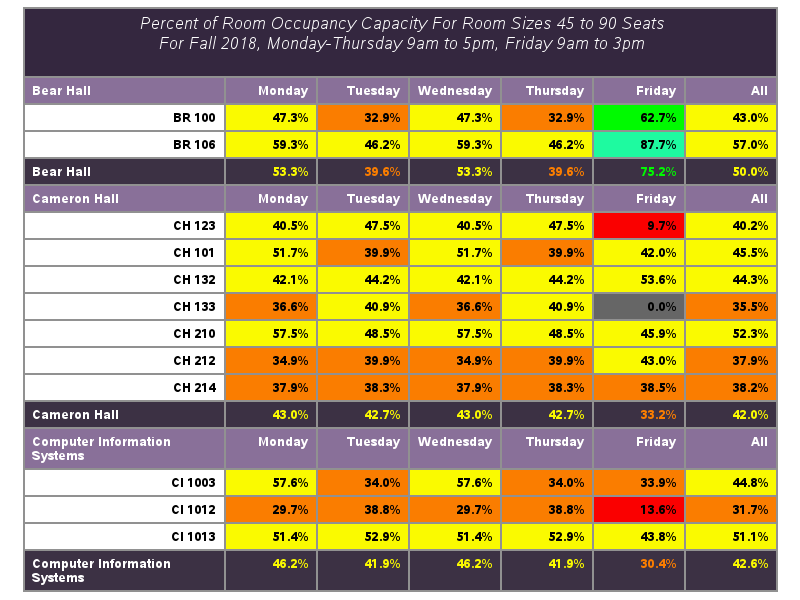 Percent of Room Occupancy Capacity For Room Sizes 45 to 90 Seats
For Fall 2018, Monday-Thursday 9am to 5pm, Friday 9am to 3pm
Bear Hall Monday Tuesday Wednesday Thursday Friday All
BR 100 47.3% 32.9% 47.3% 32.9% 62.7% 43.0%
BR 106 59.3% 46.2% 59.3% 46.2% 87.7% 57.0%
Bear Hall 53.3% 39.6% 53.3% 39.6% 75.2% 50.0%
Cameron Hall Monday Tuesday Wednesday Thursday Friday All
CH 123 40.5% 47.5% 40.5% 47.5% 9.7% 40.2%
CH 101 51.7% 39.9% 51.7% 39.9% 42.0% 45.5%
CH 132 42.1% 44.2% 42.1% 44.2% 53.6% 44.3%
CH 133 36.6% 40.9% 36.6% 40.9% 0.0% 35.5%
CH 210 57.5% 48.5% 57.5% 48.5% 45.9% 52.3%
CH 212 34.9% 39.9% 34.9% 39.9% 43.0% 37.9%
CH 214 37.9% 38.3% 37.9% 38.3% 38.5% 38.2%
Cameron Hall 43.0% 42.7% 43.0% 42.7% 33.2% 42.0%
Computer Information Monday Tuesday Wednesday Thursday Friday All
Systems
CI 1003 57.6% 34.0% 57.6% 34.0% 33.9% 44.8%
CI 1012 29.7% 38.8% 29.7% 38.8% 13.6% 31.7%
CI 1013 51.4% 52.9% 51.4% 52.9% 43.8% 51.1%
Computer Information 46.2% 41.9% 46.2% 41.9% 30.4% 42.6%
Systems